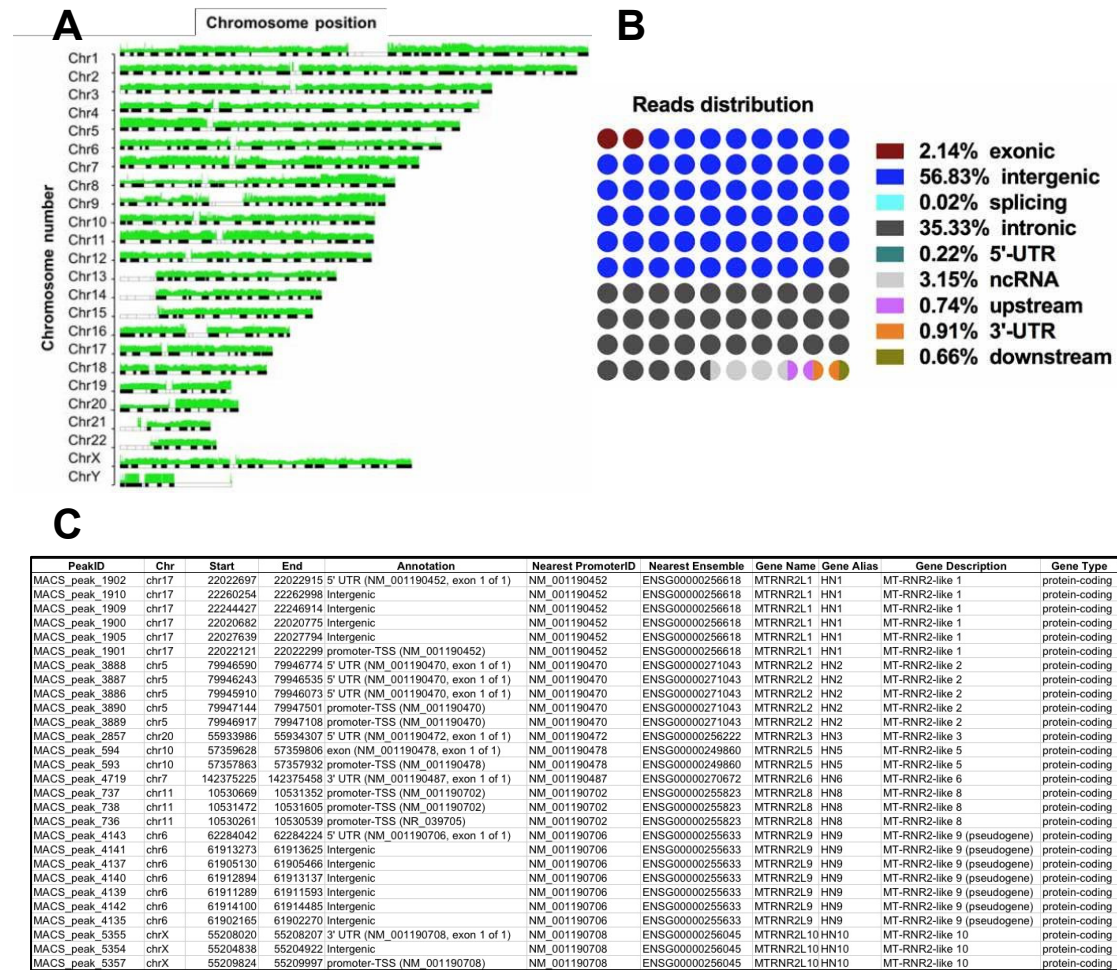 A
Chromosome position
Chromosome number
Chr1
Chr2
Chr3
Chr4
Chr5
Chr6
Chr7
Chr8
Chr9
Chr10
Chr11
Chr12
Chr13
Chr14
Chr15
Chr16
Chr17
Chr18
Chr19
Chr20
Chr21
Chr22
ChrX
ChrY
B
Reads distribution
2.14% exonic
56.83% intergenic
0.02% splicing
35.33% intronic
0.22% 5'-UTR
3.15% ncRNA
0.74% upstream
0.91% 3'-UTR
0.66% downstream
C
PeakID Chr Start End Annotation Nearest PromoterID Nearest Ensemble Gene Name Gene Alias Gene Description Gene Type
MACS_peak_1902 chr17 22022697 22022915 5' UTR (NM_001190452, exon 1 of 1) NM_001190452 ENSG00000256618 MTRNR2L1 HN1 MT-RNR2-like 1 protein-coding
MACS_peak_1910 chr17 22260254 22262998 Intergenic NM_001190452 ENSG00000256618 MTRNR2L1 HN1 MT-RNR2-like 1 protein-coding
MACS_peak_1909 chr17 22244427 22246914 Intergenic NM_001190452 ENSG00000256618 MTRNR2L1 HN1 MT-RNR2-like 1 protein-coding
MACS_peak_1900 chr17 22020682 22020775 Intergenic NM_001190452 ENSG00000256618 MTRNR2L1 HN1 MT-RNR2-like 1 protein-coding
MACS_peak_1905 chr17 22027639 22027794 Intergenic NM_001190452 ENSG00000256618 MTRNR2L1 HN1 MT-RNR2-like 1 protein-coding
MACS_peak_1901 chr17 22022121 22022299 promoter-TSS (NM_001190452) NM_001190452 ENSG00000256618 MTRNR2L1 HN1 MT-RNR2-like 1 protein-coding
MACS_peak_3888 chr5 79946590 79946774 5' UTR (NM_001190470, exon 1 of 1) NM_001190470 ENSG00000271043 MTRNR2L2 HN2 MT-RNR2-like 2 protein-coding
MACS_peak_3887 chr5 79946243 79946535 5' UTR (NM_001190470, exon 1 of 1) NM_001190470 ENSG00000271043 MTRNR2L2 HN2 MT-RNR2-like 2 protein-coding
MACS_peak_3886 chr5 79945910 79946073 5' UTR (NM_001190470, exon 1 of 1) NM_001190470 ENSG00000271043 MTRNR2L2 HN2 MT-RNR2-like 2 protein-coding
MACS_peak_3890 chr5 79947144 79947501 promoter-TSS (NM_001190470) NM_001190470 ENSG00000271043 MTRNR2L2 HN2 MT-RNR2-like 2 protein-coding
MACS_peak_3889 chr5 79946917 79947108 promoter-TSS (NM_001190470) NM_001190470 ENSG00000271043 MTRNR2L2 HN2 MT-RNR2-like 2 protein-coding
MACS_peak_2857 chr20 55933986 55934307 5' UTR (NM_001190472, exon 1 of 1) NM_001190472 ENSG00000256222 MTRNR2L3 HN3 MT-RNR2-like 3 protein-coding
MACS_peak_594 chr10 57359628 57359806 exon (NM_001190478, exon 1 of 1) NM_001190478 ENSG00000249860 MTRNR2L5 HN5 MT-RNR2-like 5 protein-coding
MACS_peak_593 chr10 57357863 57357932 promoter-TSS (NM_001190478) NM_001190478 ENSG00000249860 MTRNR2L5 HN5 MT-RNR2-like 5 protein-coding
MACS_peak_4719 chr7 142375225 142375458 3' UTR (NM_001190487, exon 1 of 1) NM_001190487 ENSG00000270672 MTRNR2L6 HN6 MT-RNR2-like 6 protein-coding
MACS_peak_737 chr11 10530669 10531352 promoter-TSS (NM_001190702) NM_001190702 ENSG00000255823 MTRNR2L8 HN8 MT-RNR2-like 8 protein-coding
MACS_peak_738 chr11 10531472 10531605 promoter-TSS (NM_001190702) NM_001190702 ENSG00000255823 MTRNR2L8 HN8 MT-RNR2-like 8 protein-coding
MACS_peak_736 chr11 10530261 10530539 promoter-TSS (NR_039705) NM_001190702 ENSG00000255823 MTRNR2L8 HN8 MT-RNR2-like 8 protein-coding
MACS_peak_4143 chr6 62284042 62284224 5' UTR (NM_001190706, exon 1 of 1) NM_001190706 ENSG00000255633 MTRNR2L9 HN9 MT-RNR2-like 9 (pseudogene) protein-coding
MACS_peak_4141 chr6 61913273 61913625 Intergenic NM_001190706 ENSG00000255633 MTRNR2L9 HN9 MT-RNR2-like 9 (pseudogene) protein-coding
MACS_peak_4137 chr6 61905130 61905466 Intergenic NM_001190706 ENSG00000255633 MTRNR2L9 HN9 MT-RNR2-like 9 (pseudogene) protein-coding
MACS_peak_4140 chr6 61912894 61913137 Intergenic NM_001190706 ENSG00000255633 MTRNR2L9 HN9 MT-RNR2-like 9 (pseudogene) protein-coding
MACS_peak_4139 chr6 61911289 61911593 Intergenic NM_001190706 ENSG00000255633 MTRNR2L9 HN9 MT-RNR2-like 9 (pseudogene) protein-coding
MACS_peak_4142 chr6 61914100 61914485 Intergenic NM_001190706 ENSG00000255633 MTRNR2L9 HN9 MT-RNR2-like 9 (pseudogene) protein-coding
MACS_peak_4135 chr6 61902165 61902270 Intergenic NM_001190706 ENSG00000255633 MTRNR2L9 HN9 MT-RNR2-like 9 (pseudogene) protein-coding
MACS_peak_5355 chrX 55208020 55208207 3' UTR (NM_001190708, exon 1 of 1) NM_001190708 ENSG00000256045 MTRNR2L10 HN10 MT-RNR2-like 10 protein-coding
MACS_peak_5354 chrX 55204838 55204922 Intergenic NM_001190708 ENSG00000256045 MTRNR2L10 HN10 MT-RNR2-like 10 protein-coding
MACS_peak_5357 chrX 55209824 55209997 promoter-TSS (NM_001190708) NM_001190708 ENSG00000256045 MTRNR2L10 HN10 MT-RNR2-like 10 protein-coding